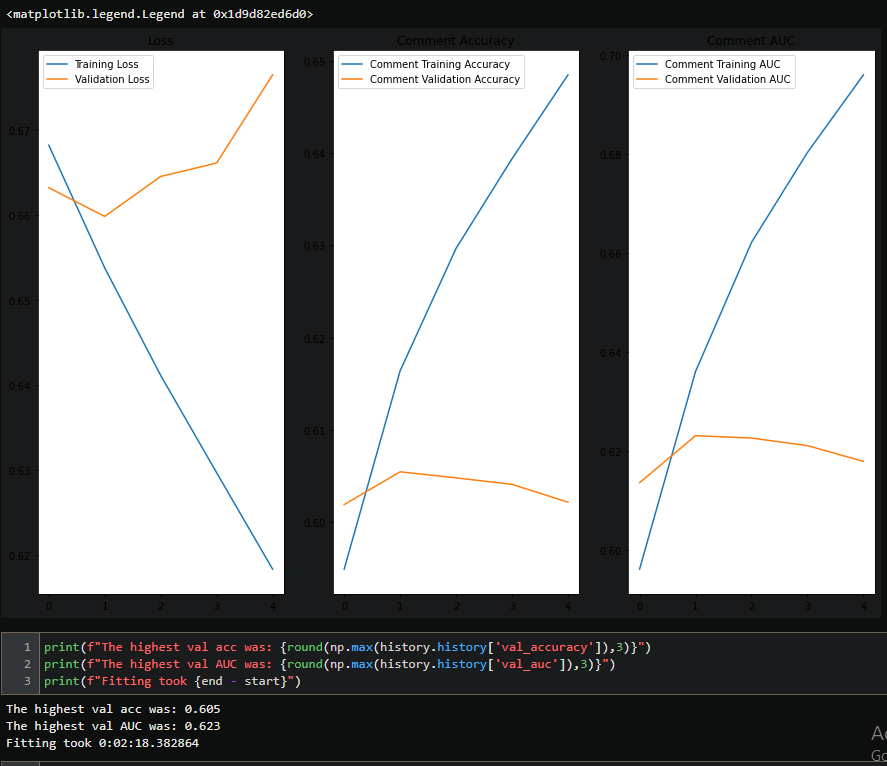 <matplotlib.legend.Legend at 0x1d9d82ed6d0>
Loss
Training Loss
Validation Loss
0.67
0.66
0.65
0.64
0.63
0.62
0 1 2 3 4
Comment Accuracy
Comment Training Accuracy
Comment Validation Accuracy
0.65
0.64
0.63
0.62
0.61
0.60
0 1 2 3 4
Comment AUC
Comment Training AUC
Comment Validation AUC
0.70
0.68
0.66
0.64
0.62
0.60
0 1 2 3 4
1 print(f"The highest val acc was: {round(np.max(history.history['val_accuracy']),3)}")
2 print(f"The highest val AUC was: {round(np.max(history.history['val_auc']),3)}")
3 print(f"Fitting took {end - start}")
The highest val acc was: 0.605
The highest val AUC was: 0.623
Fitting took 0:02:18.382864